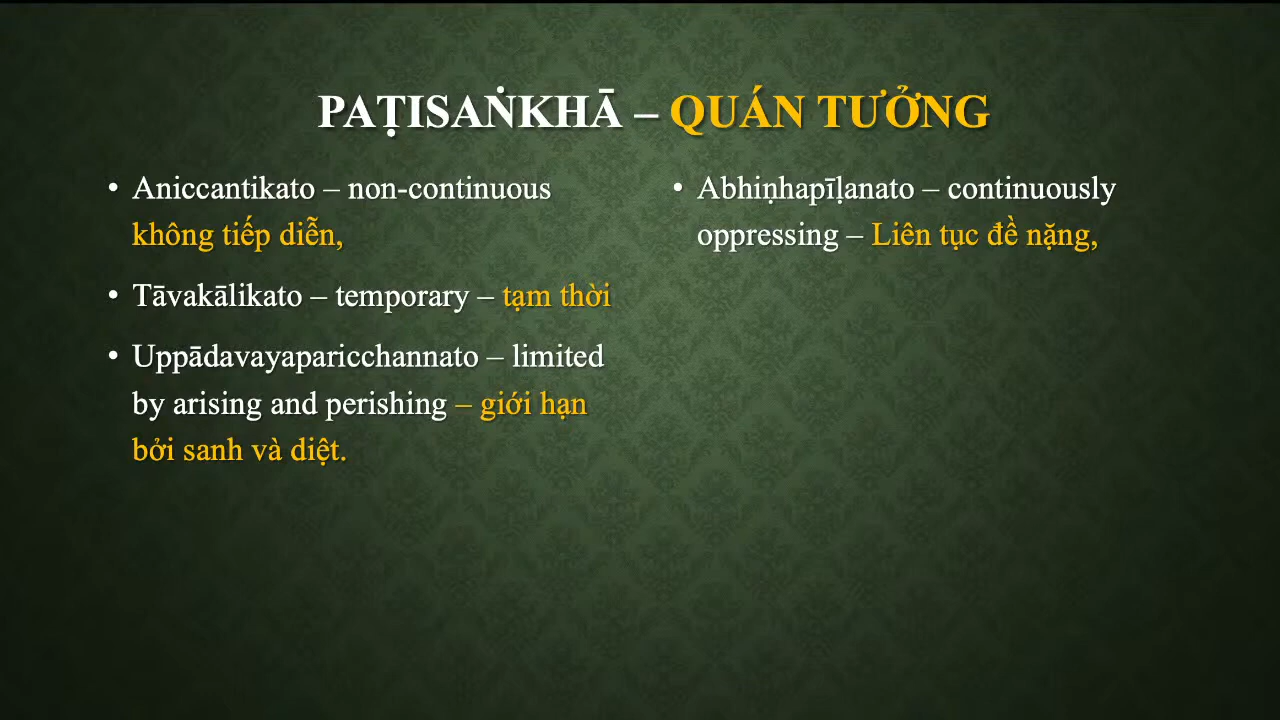 PAṬISAṄKHĀ – QUÁN TƯỞNG
• Aniccantikato – non-continuous
không tiếp diễn,
• Tāvakālikato – temporary – tạm thời
• Uppādavayaparicchannato – limited
by arising and perishing – giới hạn
bởi sanh và diệt.
• Abhiṇhapīḷanato – continuously
oppressing – Liên tục đề nặng,